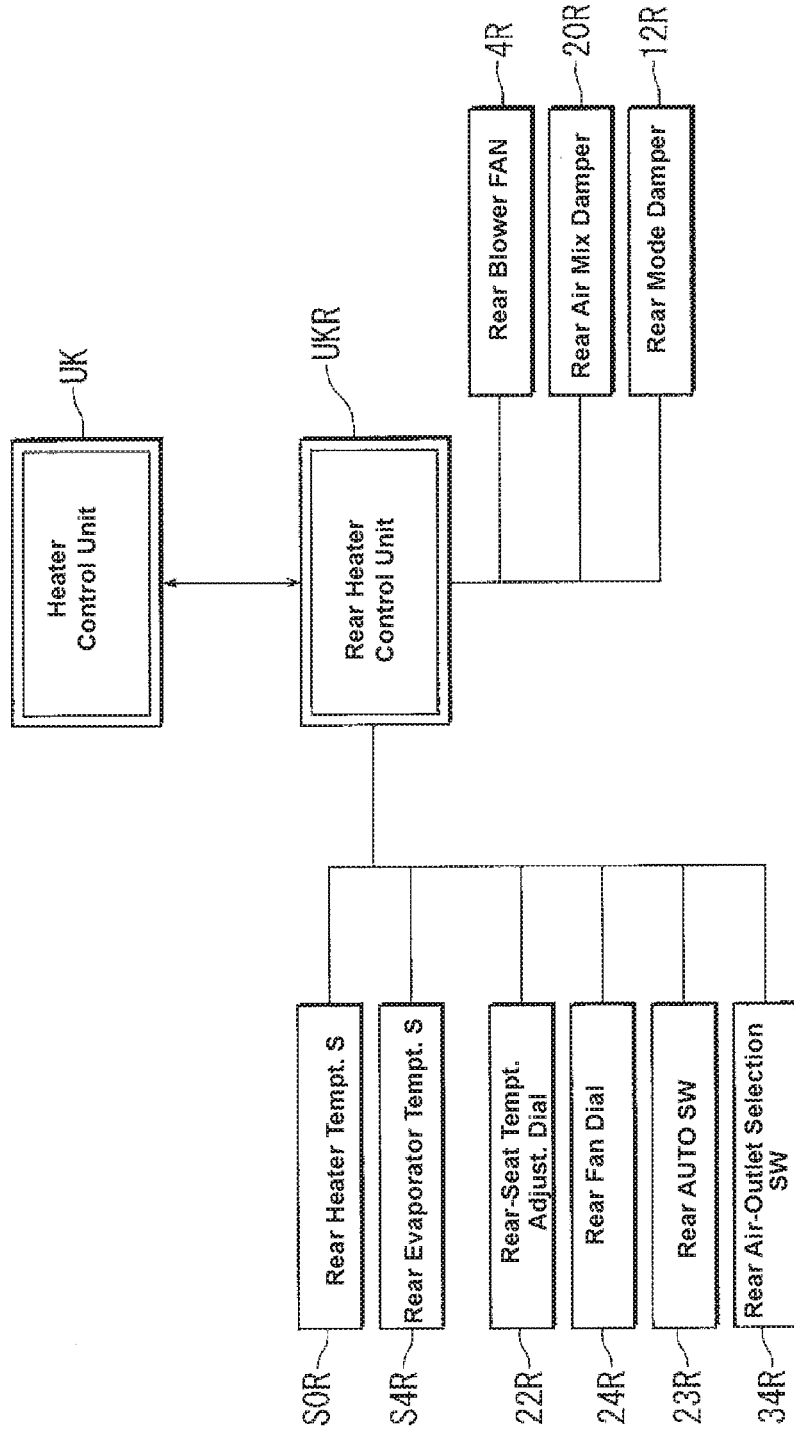 Heater
Control Unit
UK
Rear Heater
Control Unit
UKR
S0R
Rear Heater Tempt. S
S4R
Rear Evaporator Tempt. S
22R
Rear-Seat Tempt.
Adjust. Dial
24R
Rear Fan Dial
23R
Rear AUTO SW
34R
Rear Air-Outlet Selection
SW
Rear Blower FAN
4R
Rear Air Mix Damper
20R
Rear Mode Damper
12R